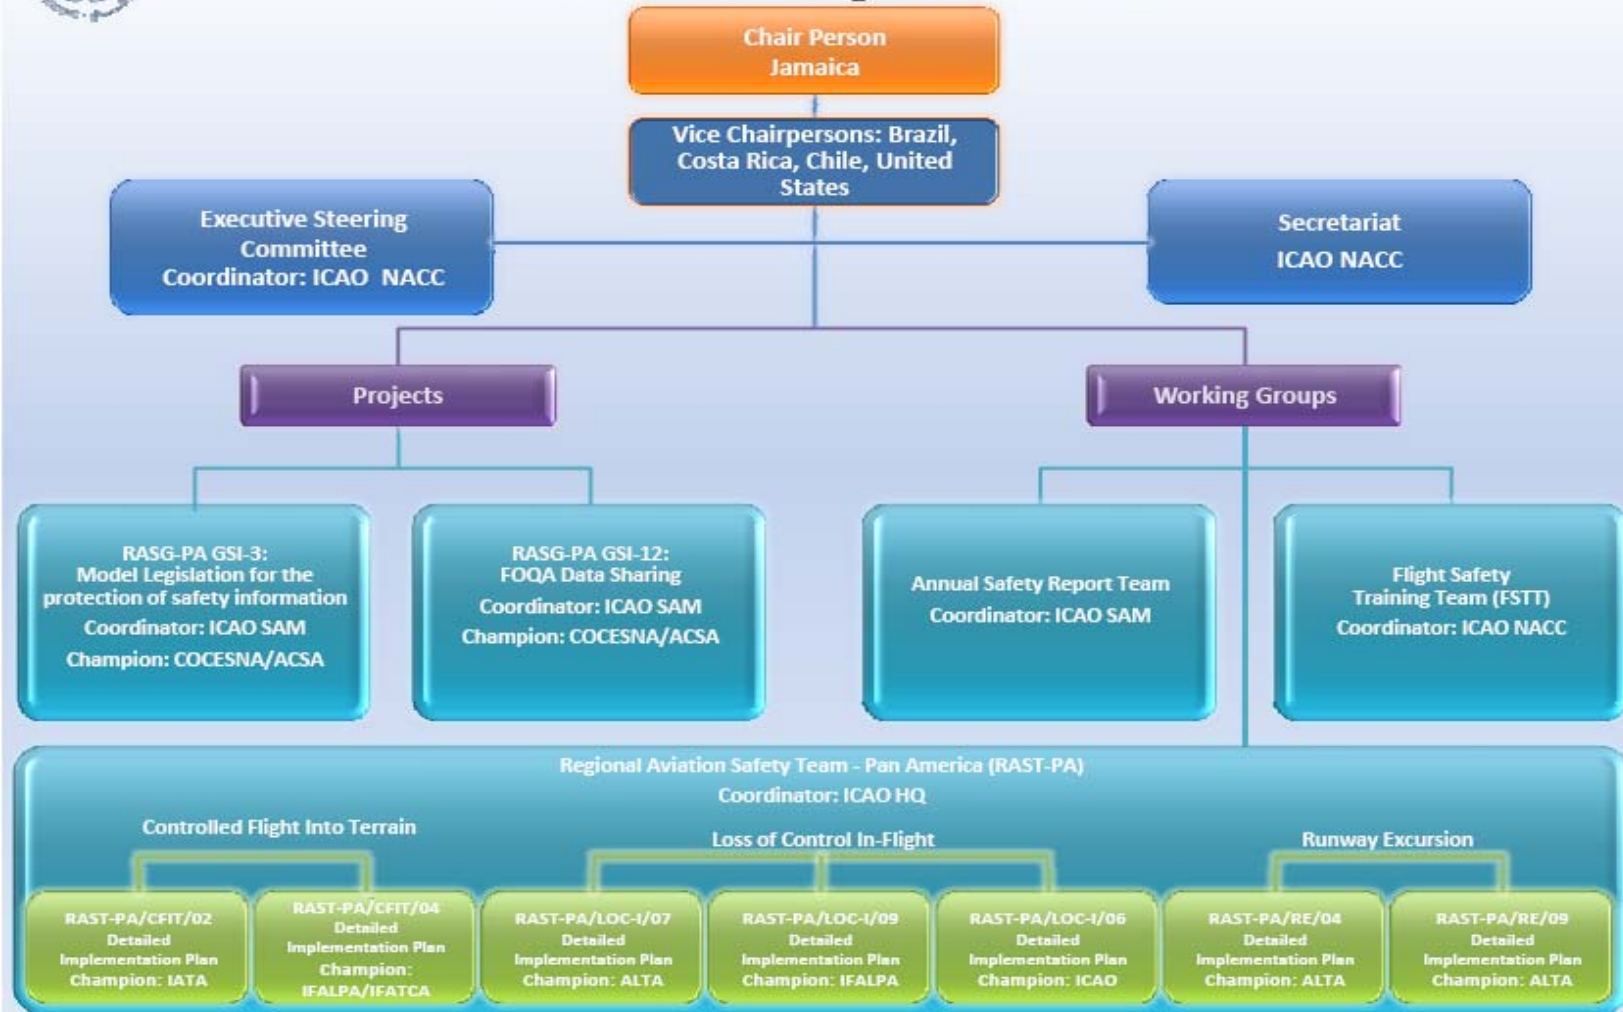 Chair Person
Jamaica
Vice Chairpersons: Brazil,
Costa Rica, Chile, United
States
Executive Steering
Committee
Coordinator: ICAO NACC
Secretariat
ICAO NACC
Projects
Working Groups
RASG-PA GSI-3:
Model Legislation for the
protection of safety information
Coordinator: ICAO SAM
Champion: COCESNA/ACSA
RASG-PA GSI-12:
FOQA Data Sharing
Coordinator: ICAO SAM
Champion: COCESNA/ACSA
Annual Safety Report Team
Coordinator: ICAO SAM
Flight Safety
Training Team (FSTT)
Coordinator: ICAO NACC
Regional Aviation Safety Team - Pan America (RAST-PA)
Coordinator: ICAO HQ
Controlled Flight Into Terrain
Loss of Control In-Flight
Runway Excursion
RAST-PA/CFIT/02
Detailed
Implementation Plan
Champion: IATA
RAST-PA/CFIT/04
Detailed
Implementation Plan
Champion:
IFALPA/IFATCA
RAST-PA/LOC-I/07
Detailed
Implementation Plan
Champion: ALTA
RAST-PA/LOC-I/09
Detailed
Implementation Plan
Champion: IFALPA
RAST-PA/LOC-I/06
Detailed
Implementation Plan
Champion: ICAO
RAST-PA/RE/04
Detailed
Implementation Plan
Champion: ALTA
RAST-PA/RE/09
Detailed
Implementation Plan
Champion: ALTA